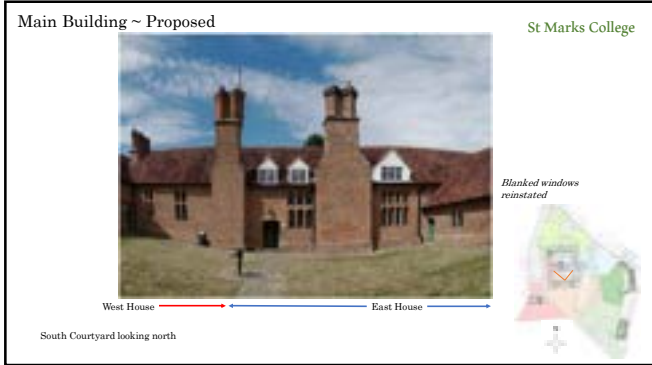 Main Building ~ Proposed
St Marks College
Blanked windows
reinstated
West House
East House
South Courtyard looking north